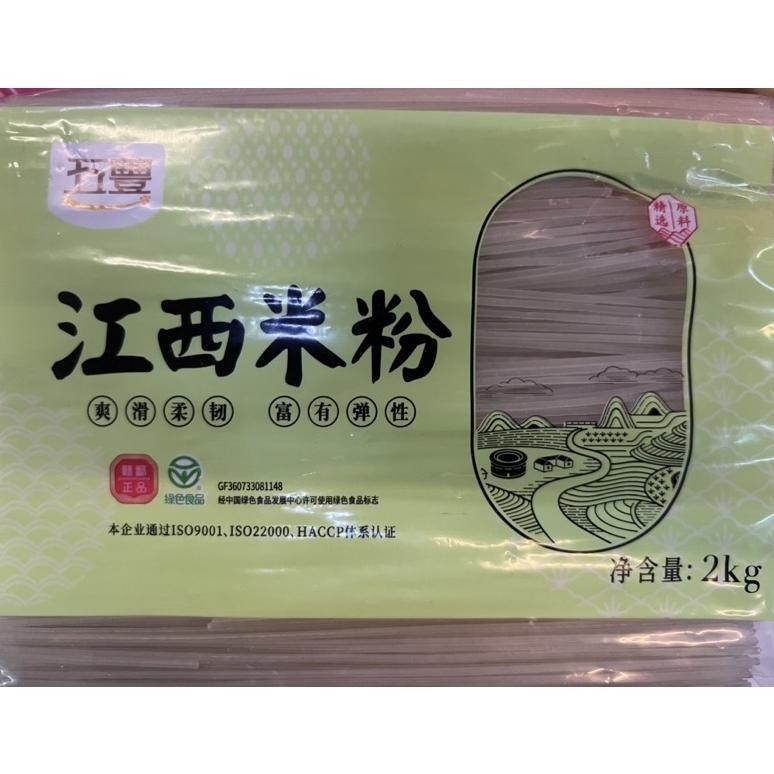 五豐
精选
原料
江西米粉
爽滑柔韧 富有弹性
赣鄱
正品
绿色食品
GF360733081148
经中国绿色食品发展中心许可使用绿色食品标志
本企业通过ISO9001、ISO22000、HACCP体系认证
净含量：2kg